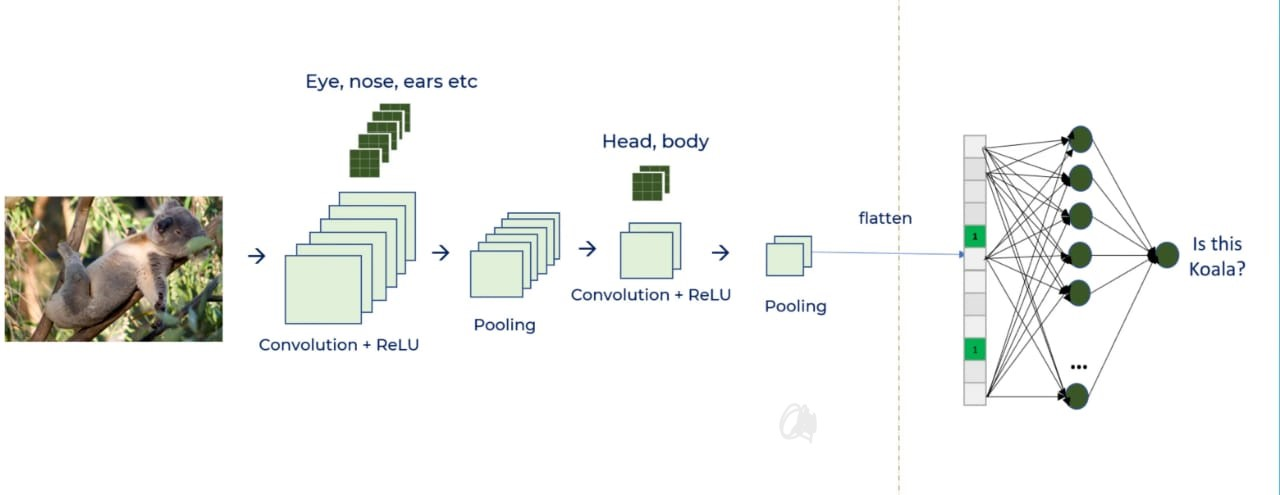 Eye, nose, ears etc
Convolution + ReLU
Pooling
Head, body
Convolution + ReLU
Pooling
flatten
1
1
...
Is this
Koala?